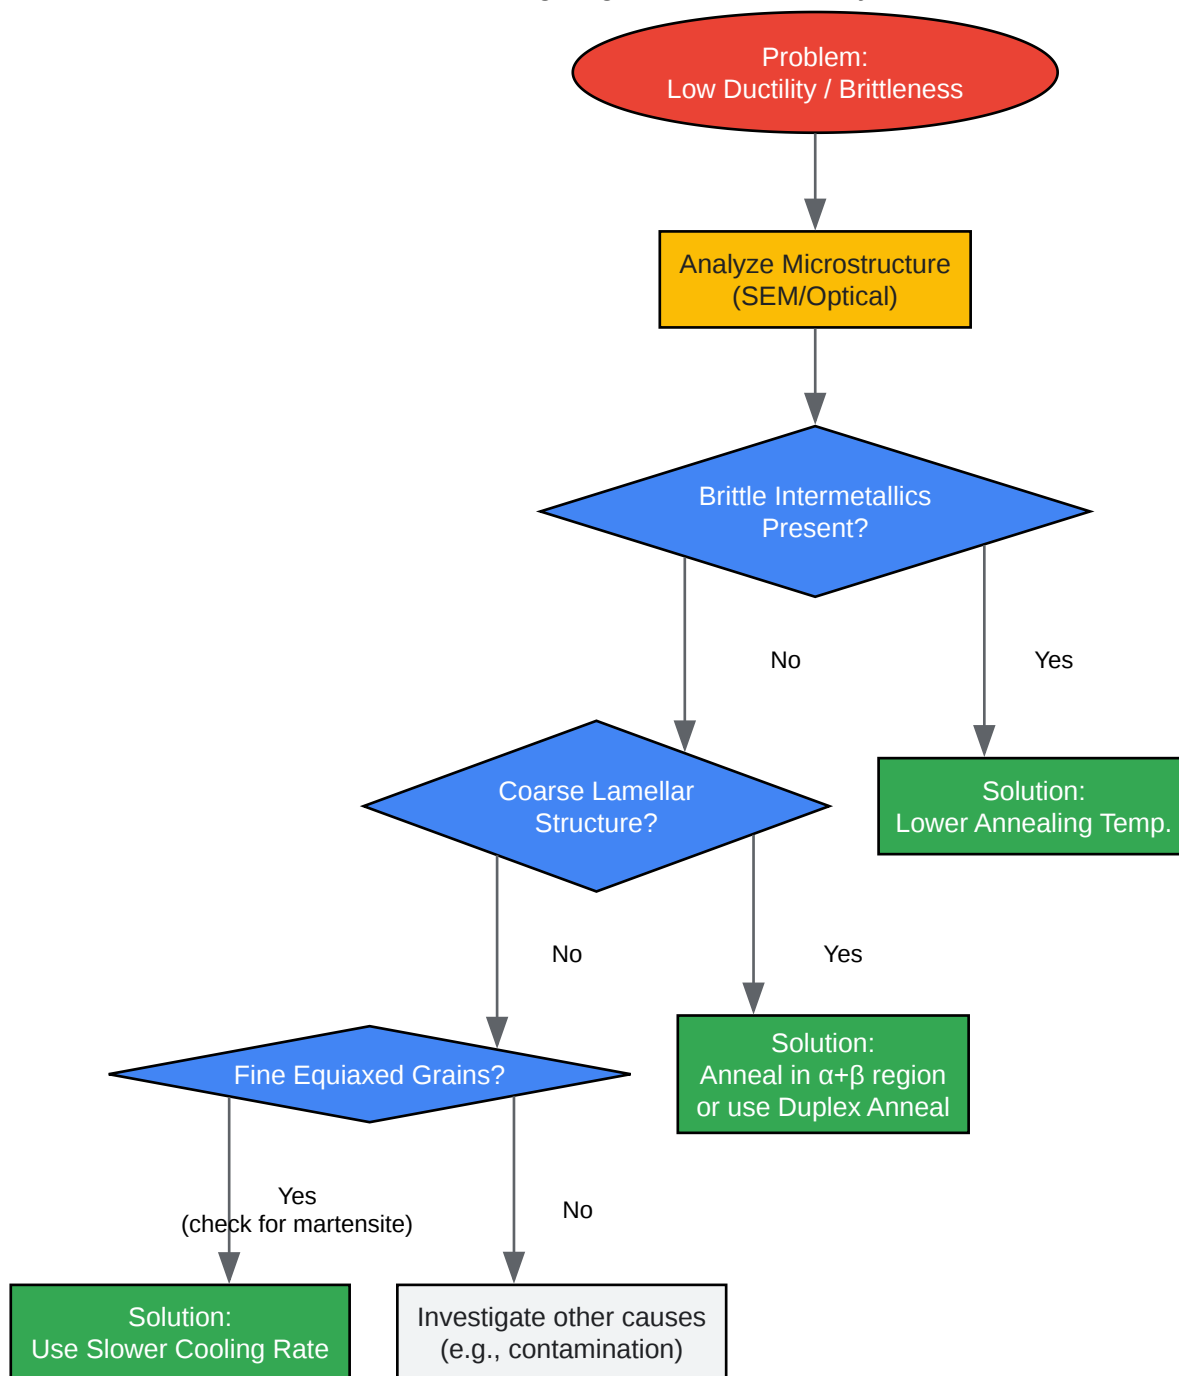 Problem:
Low Ductility / Brittleness
Analyze Microstructure
(SEM/Optical)
Brittle Intermetallics
Present?
No
Yes
Coarse Lamellar
Structure?
Solution:
Lower Annealing Temp.
No
Yes
Solution:
Anneal in α+β region
or use Duplex Anneal
Fine Equiaxed Grains?
Yes
(check for martensite)
No
Solution:
Use Slower Cooling Rate
Investigate other causes
(e.g., contamination)